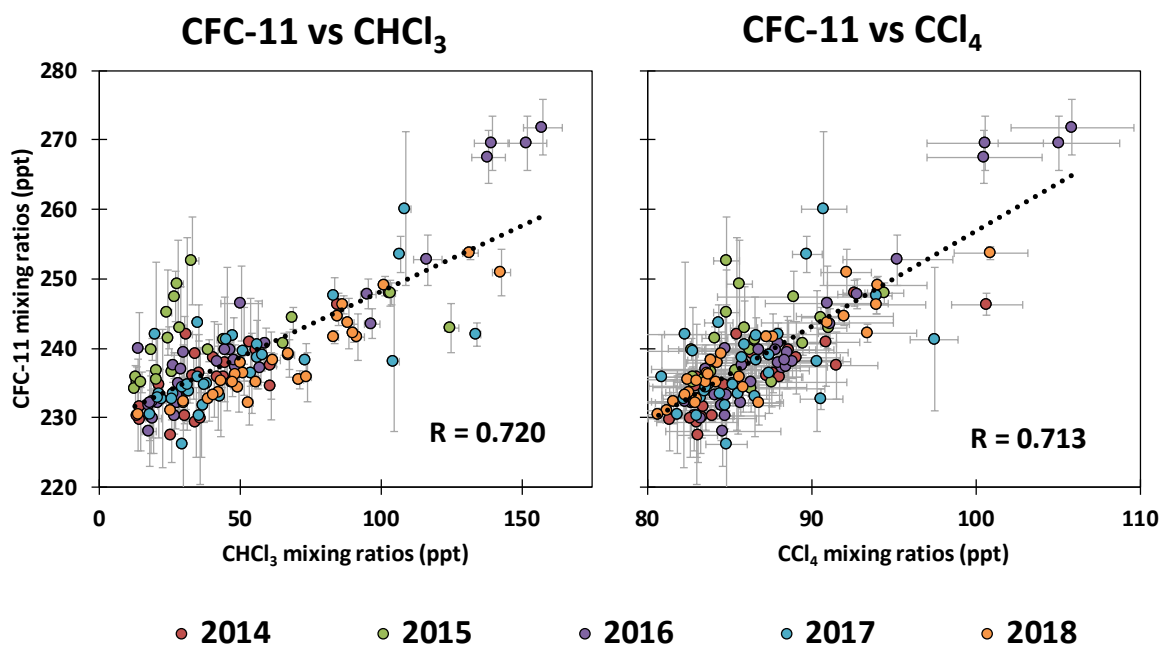 CFC-11 vs CHCl₃
CFC-11 vs CCl₄
CFC-11 mixing ratios (ppt)
280
270
260
250
240
230
220
R = 0.720
R = 0.713
0 50 100 150
80 90 100 110
CHCl₃ mixing ratios (ppt)
CCl₄ mixing ratios (ppt)
2014 2015 2016 2017 2018